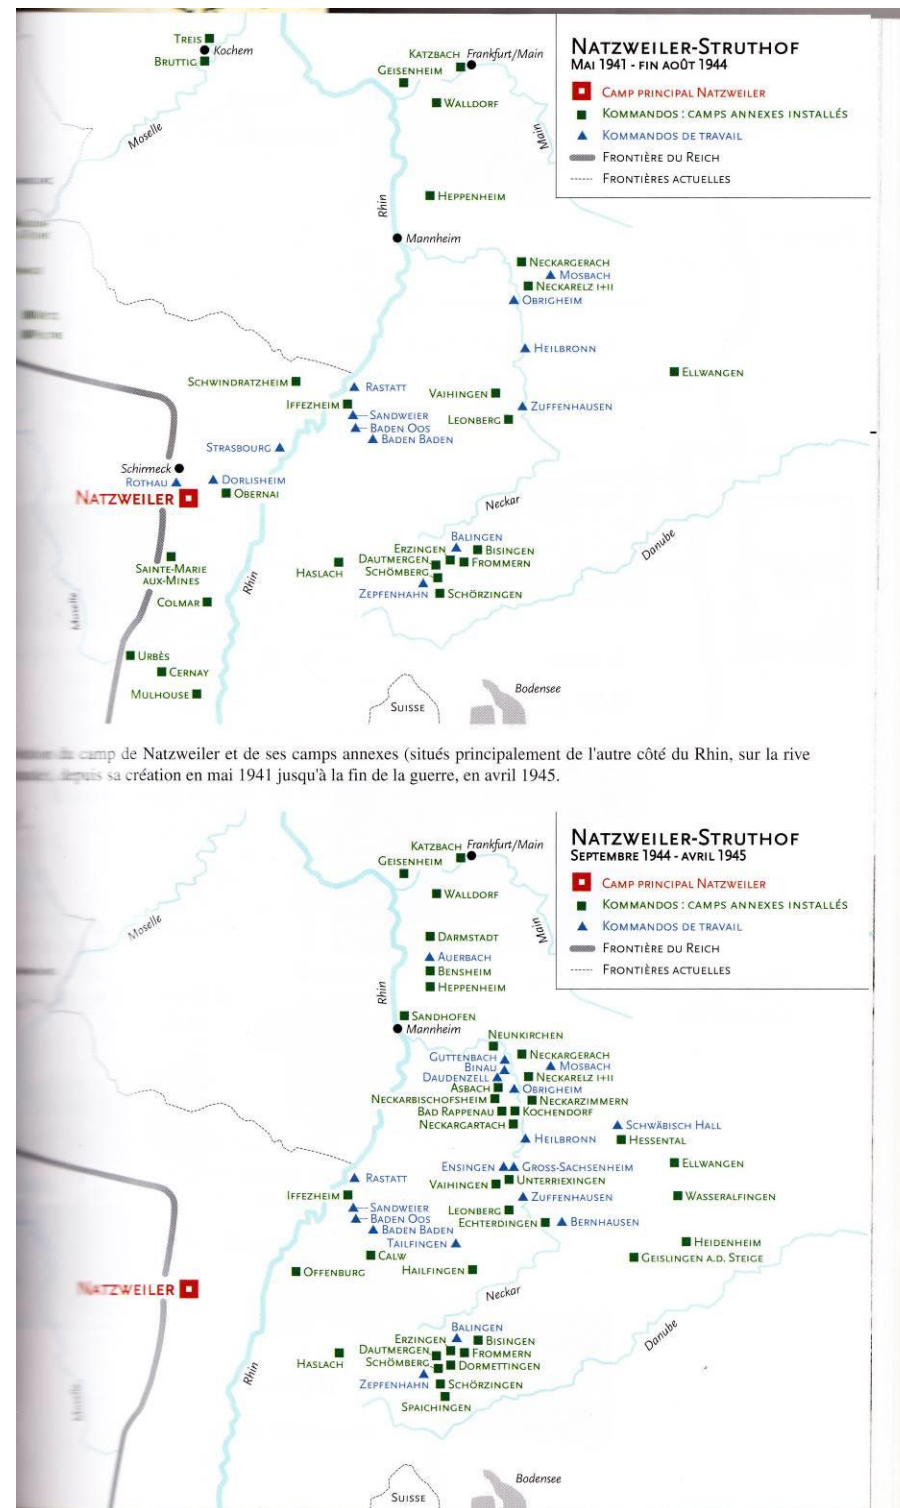 Treis
Kochem
Bruttig
Katzbach
Frankfurt/Main
Geisenheim
Walldorf
Moselle
Main
Rhin
Heppenheim
Mannheim
Neckargerach
Mosbach
Neckarelz I+II
Obrigheim
Heilbronn
Ellwangen
Schwindratzheim
Rastatt
Vaihingen
Iffezheim
Zuffenhausen
Sandweier
Leonberg
Baden Oos
Baden Baden
Strasbourg
Schirmeck
Rothau
Dorlisheim
Natzweiler
Obernai
Neckar
Danube
Balingen
Erzingen
Bisingen
Dautmergen
Frommern
Schömberg
Haslach
Zepfenhahn
Schörzingen
Sainte-Marie
aux-Mines
Rhin
Moselle
Colmar
Urbès
Cernay
Mulhouse
Suisse
Bodensee
Natzweiler-Struthof
Mai 1941 - fin août 1944
Camp principal Natzweiler
Kommandos : camps annexes installés
Kommandos de travail
Frontière du Reich
Frontières actuelles
du camp de Natzweiler et de ses camps annexes (situés principalement de l'autre côté du Rhin, sur la rive
depuis sa création en mai 1941 jusqu'à la fin de la guerre, en avril 1945.
Natzweiler-Struthof
Septembre 1944 - avril 1945
Camp principal Natzweiler
Kommandos : camps annexes installés
Kommandos de travail
Frontière du Reich
Frontières actuelles
Katzbach
Frankfurt/Main
Geisenheim
Walldorf
Moselle
Main
Darmstadt
Auerbach
Bensheim
Heppenheim
Rhin
Sandhofen
Mannheim
Neunkirchen
Guttenbach
Neckargerach
Binau
Mosbach
Daudenzell
Neckarelz I+II
Asbach
Obrigheim
Neckarbischofsheim
Neckarzimmern
Bad Rappenau
Kochendorf
Neckargartach
Schwäbisch Hall
Heilbronn
Hessental
Ensingen
Gross-Sachsenheim
Ellwangen
Rastatt
Vaihingen
Unterriexingen
Iffezheim
Zuffenhausen
Wasseralfingen
Sandweier
Leonberg
Baden Oos
Echterdingen
Bernhausen
Baden Baden
Tailfingen
Heidenheim
Calw
Geislingen a.d. Steige
Offenburg
Hailfingen
Natzweiler
Neckar
Danube
Balingen
Erzingen
Bisingen
Dautmergen
Frommern
Schömberg
Dormettingen
Haslach
Zepfenhahn
Schörzingen
Spaichingen
Rhin
Moselle
Suisse
Bodensee